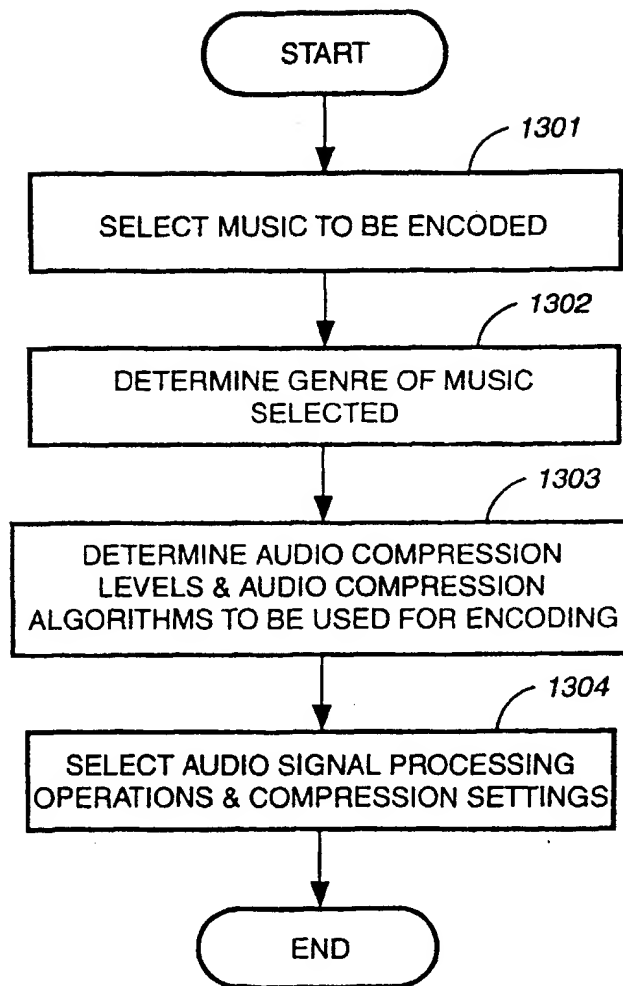 START
1301
SELECT MUSIC TO BE ENCODED
1302
DETERMINE GENRE OF MUSIC
SELECTED
1303
DETERMINE AUDIO COMPRESSION
LEVELS & AUDIO COMPRESSION
ALGORITHMS TO BE USED FOR ENCODING
1304
SELECT AUDIO SIGNAL PROCESSING
OPERATIONS & COMPRESSION SETTINGS
END